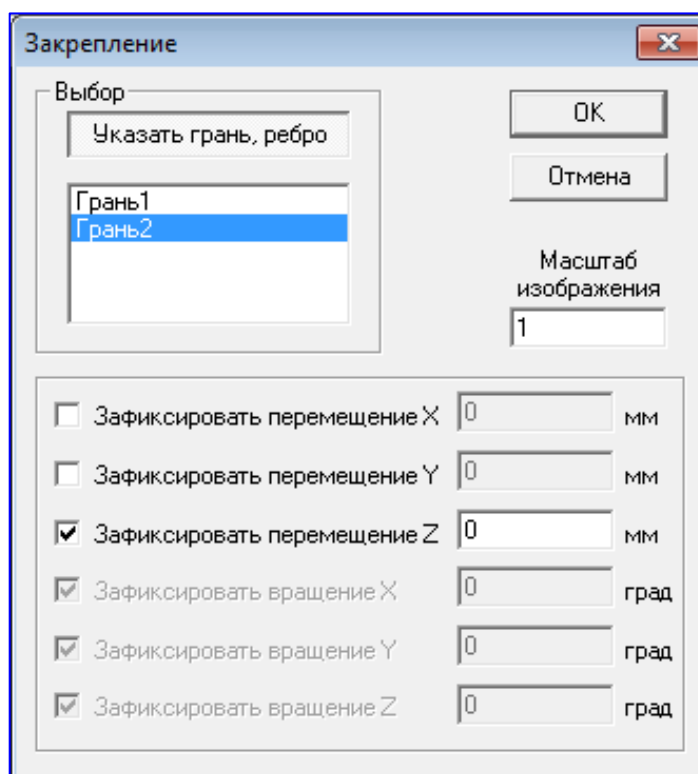 Закрепление
Выбор
Указать грань, ребро
Грань1
Грань2
OK
Отмена
Масштаб
изображения
1
Зафиксировать перемещение X 0 мм
Зафиксировать перемещение Y 0 мм
Зафиксировать перемещение Z 0 мм
Зафиксировать вращение X 0 град
Зафиксировать вращение Y 0 град
Зафиксировать вращение Z 0 град